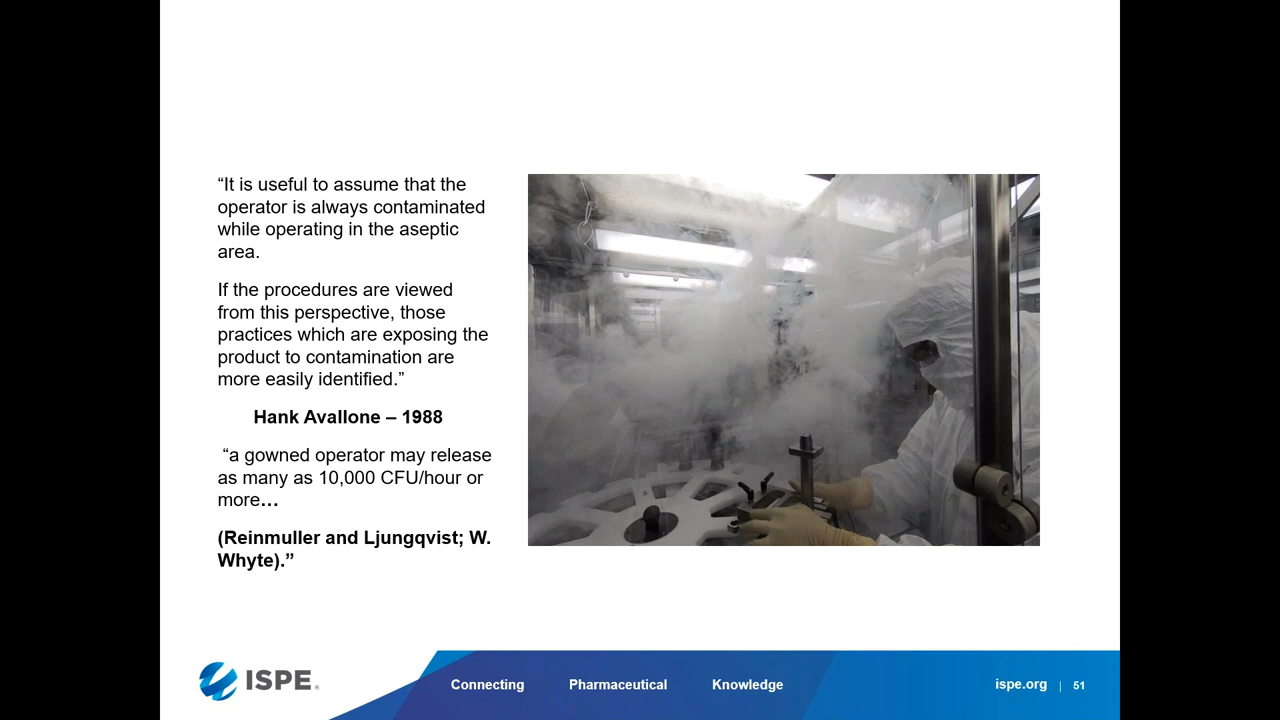 “It is useful to assume that the
operator is always contaminated
while operating in the aseptic
area.
If the procedures are viewed
from this perspective, those
practices which are exposing the
product to contamination are
more easily identified.”
Hank Avallone – 1988
“a gowned operator may release
as many as 10,000 CFU/hour or
more…
(Reinmuller and Ljungqvist; W.
Whyte).”
ISPE®
Connecting Pharmaceutical Knowledge
ispe.org | 51